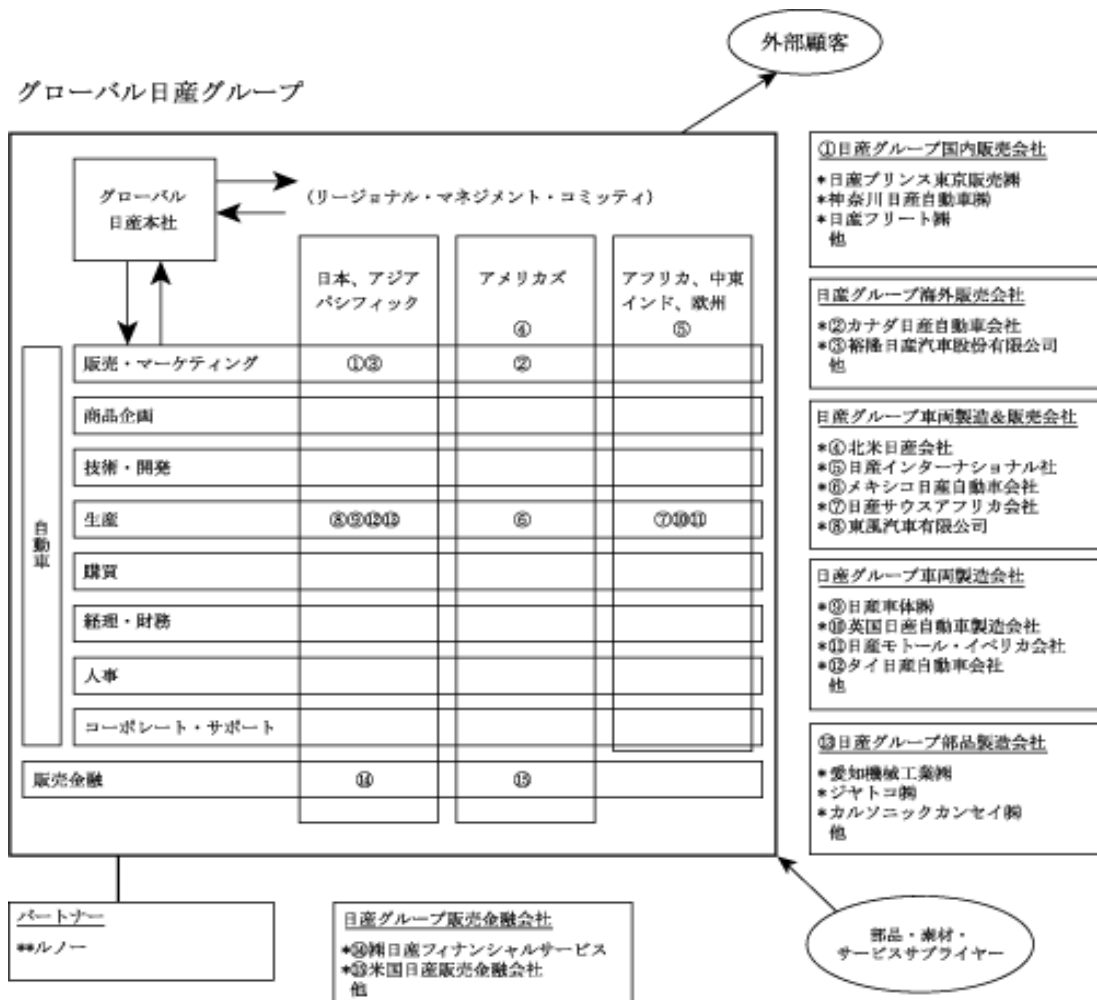 外部顧客
グローバル日産グループ
グローバル
日産本社
(リージョナル・マネジメント・コミッティ)
日本、アジア
パシフィック
アメリカズ
④
アフリカ、中東
インド、欧州
⑤
自動車
販売・マーケティング ①③ ②
商品企画
技術・開発
生産 ⑧⑨⑫⑬ ⑥ ⑦⑩⑪
購買
経理・財務
人事
コーポレート・サポート
販売金融 ⑭ ⑮
①日産グループ国内販売会社
*日産プリンス東京販売㈱
*神奈川日産自動車㈱
*日産フリート㈱
他
日産グループ海外販売会社
*②カナダ日産自動車会社
*③裕隆日産汽車股份有限公司
他
日産グループ車両製造&販売会社
*④北米日産会社
*⑤日産インターナショナル社
*⑥メキシコ日産自動車会社
*⑦日産サウスアフリカ会社
*⑧東風汽車有限公司
日産グループ車両製造会社
*⑨日産車体㈱
*⑩英国日産自動車製造会社
*⑪日産モトール・イベリカ会社
*⑫タイ日産自動車会社
他
⑬日産グループ部品製造会社
*愛知機械工業㈱
*ジヤトコ㈱
*カルソニックカンセイ㈱
他
パートナー
**ルノー
日産グループ販売金融会社
*⑭㈱日産フィナンシャルサービス
*⑮米国日産販売金融会社
他
部品・素材・
サービスサプライヤー